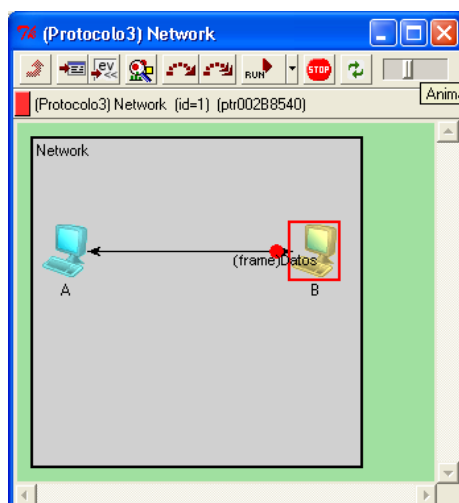 (Protocolo3) Network
RUN
STOP
(Protocolo3) Network (id=1) (ptr002B8540)
Anim
Network
(frame)Datos
A
B